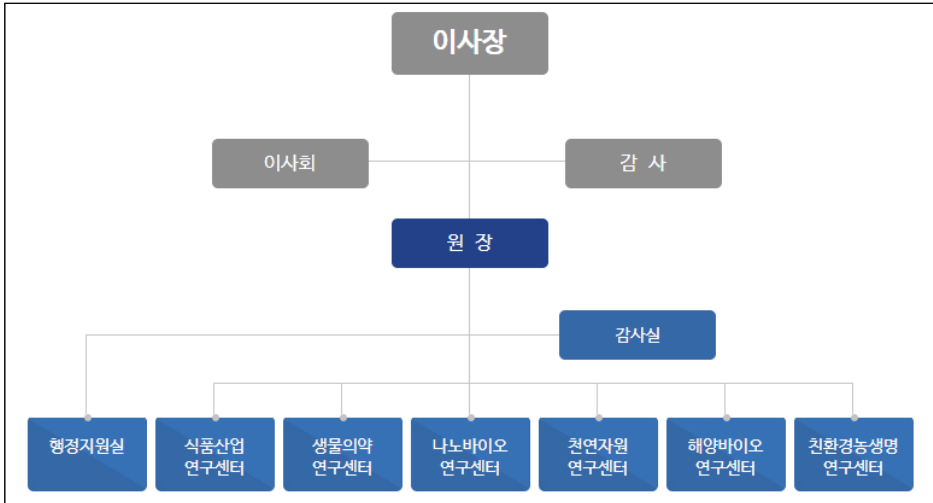 이사장
이사회
감 사
원 장
감사실
행정지원실
식품산업
연구센터
생물의약
연구센터
나노바이오
연구센터
천연자원
연구센터
해양바이오
연구센터
친환경농생명
연구센터